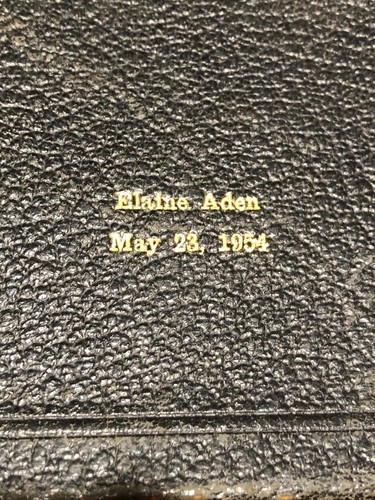 Elaine Aden
May 23, 1954